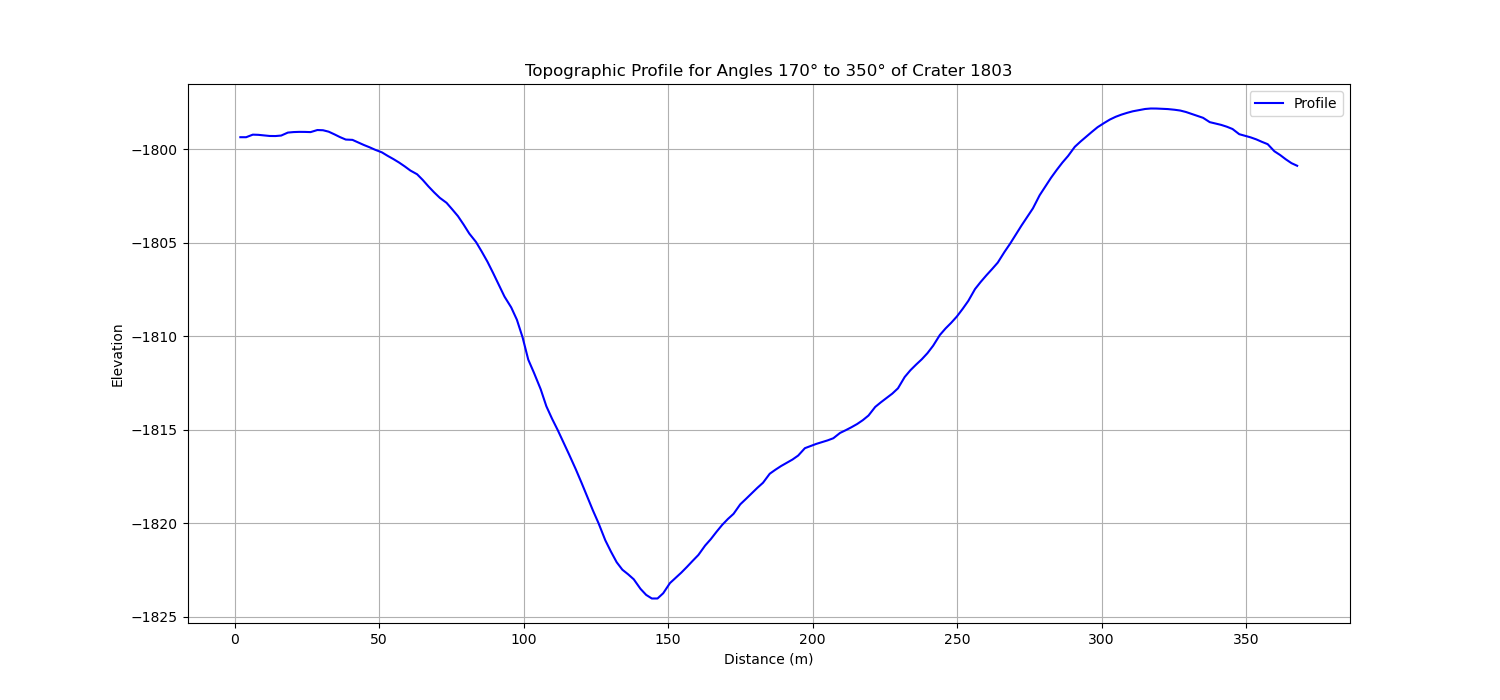 Topographic Profile for Angles 170° to 350° of Crater 1803
Profile
Elevation
−1800
−1805
−1810
−1815
−1820
−1825
0 50 100 150 200 250 300 350
Distance (m)